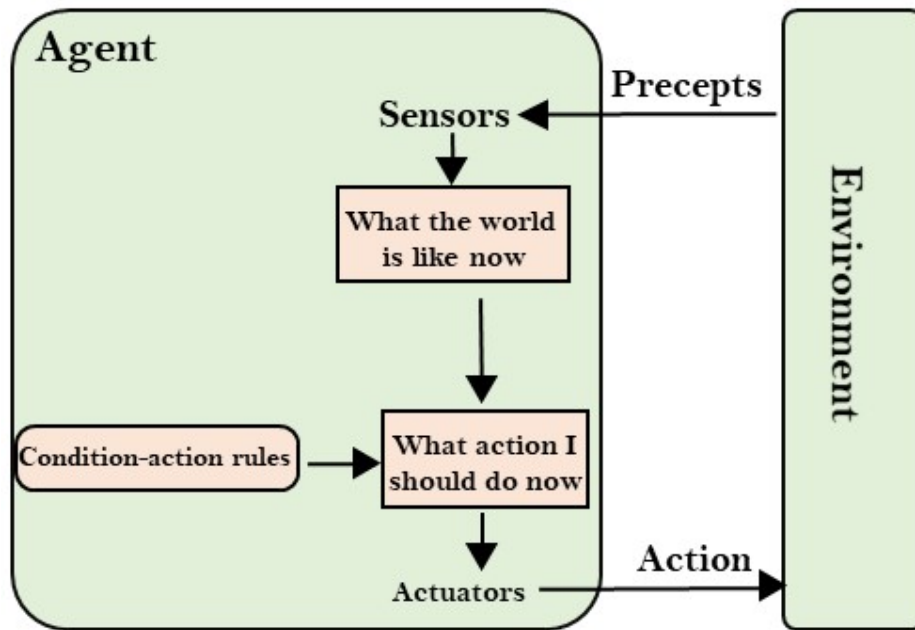 Agent
Precepts
Sensors
What the world
is like now
Environment
Condition-action rules
What action I
should do now
Action
Actuators